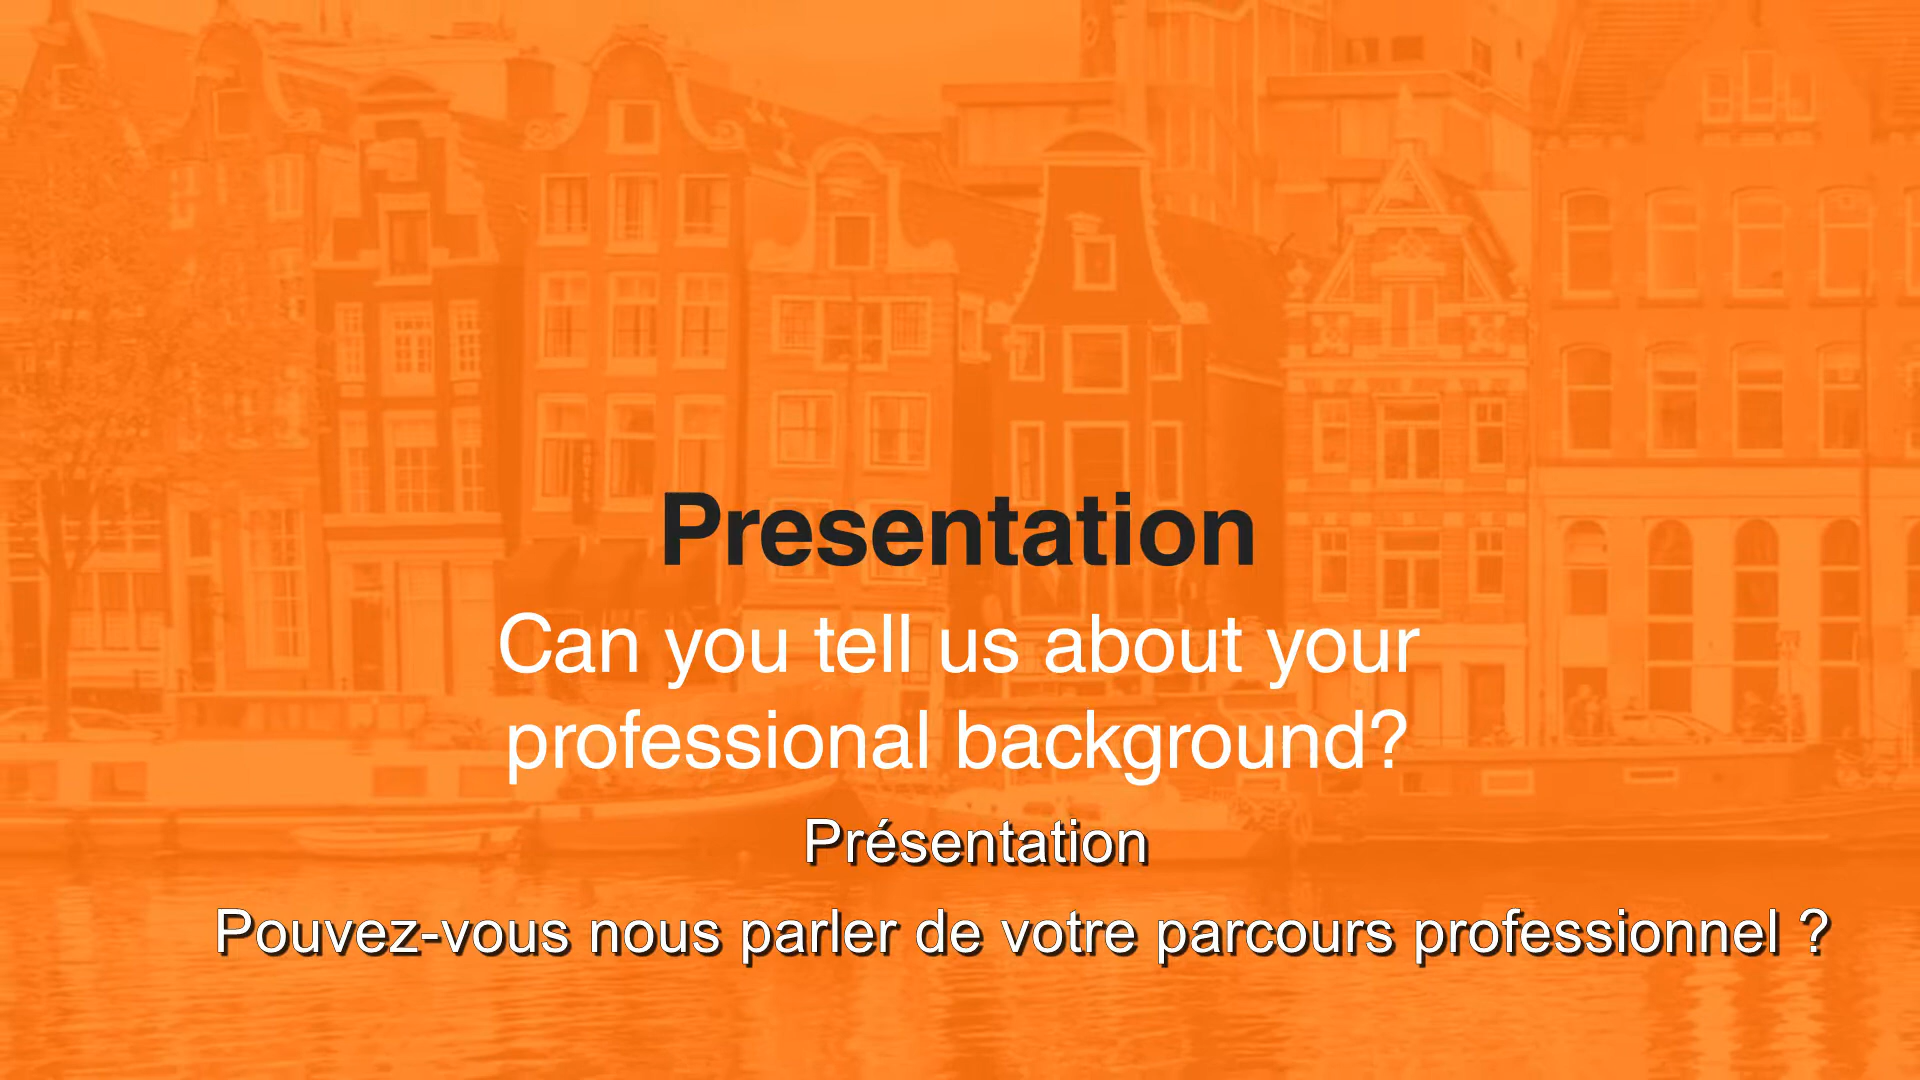 Presentation
Can you tell us about your
professional background?
Présentation
Pouvez-vous nous parler de votre parcours professionnel ?